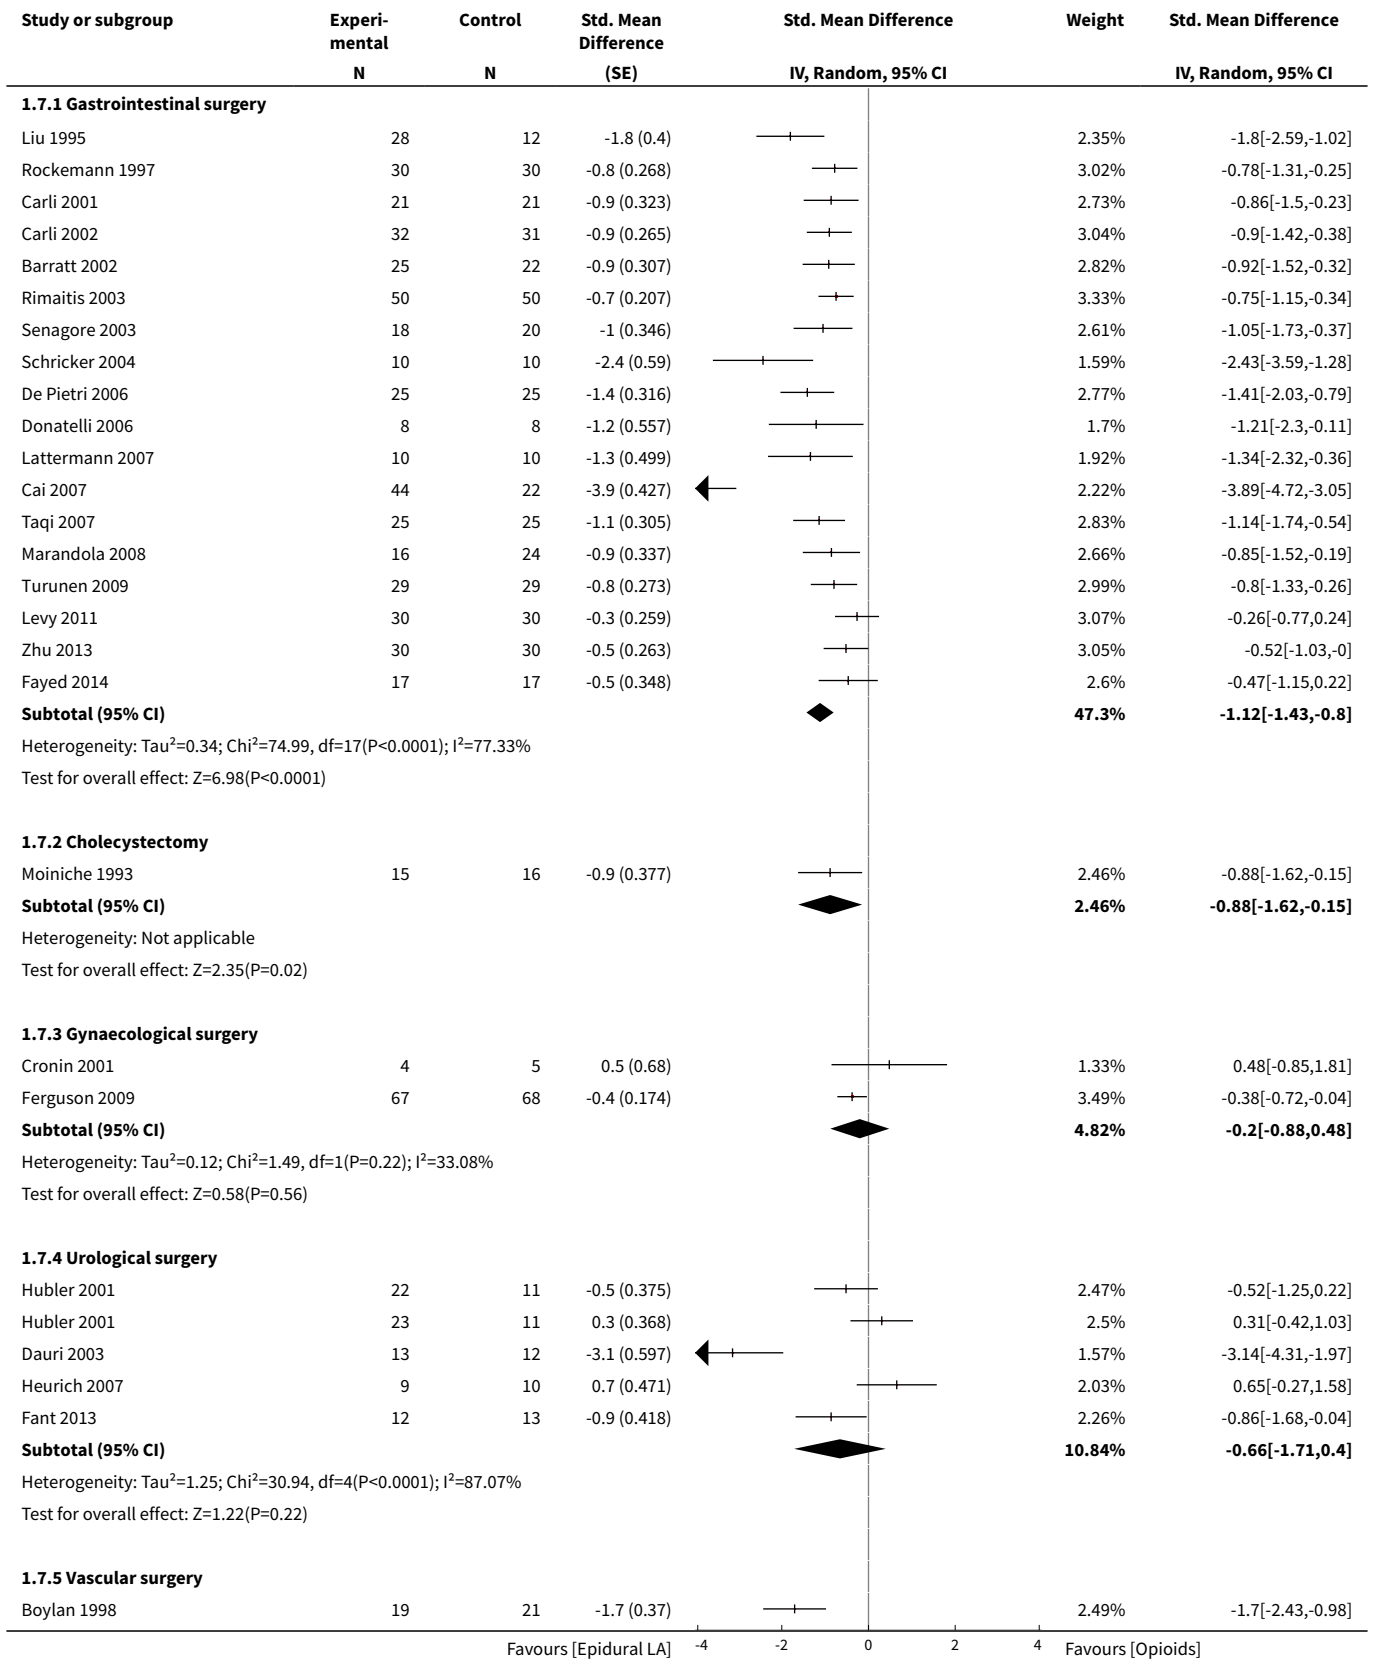 Study or subgroup Experi- Control Std. Mean Std. Mean Difference Weight Std. Mean Difference
mental Difference
N N (SE) IV, Random, 95% CI IV, Random, 95% CI
1.7.1 Gastrointestinal surgery
Liu 1995 28 12 -1.8 (0.4) 2.35% -1.8[-2.59,-1.02]
Rockemann 1997 30 30 -0.8 (0.268) 3.02% -0.78[-1.31,-0.25]
Carli 2001 21 21 -0.9 (0.323) 2.73% -0.86[-1.5,-0.23]
Carli 2002 32 31 -0.9 (0.265) 3.04% -0.9[-1.42,-0.38]
Barratt 2002 25 22 -0.9 (0.307) 2.82% -0.92[-1.52,-0.32]
Rimaitis 2003 50 50 -0.7 (0.207) 3.33% -0.75[-1.15,-0.34]
Senagore 2003 18 20 -1 (0.346) 2.61% -1.05[-1.73,-0.37]
Schricker 2004 10 10 -2.4 (0.59) 1.59% -2.43[-3.59,-1.28]
De Pietri 2006 25 25 -1.4 (0.316) 2.77% -1.41[-2.03,-0.79]
Donatelli 2006 8 8 -1.2 (0.557) 1.7% -1.21[-2.3,-0.11]
Lattermann 2007 10 10 -1.3 (0.499) 1.92% -1.34[-2.32,-0.36]
Cai 2007 44 22 -3.9 (0.427) 2.22% -3.89[-4.72,-3.05]
Taqi 2007 25 25 -1.1 (0.305) 2.83% -1.14[-1.74,-0.54]
Marandola 2008 16 24 -0.9 (0.337) 2.66% -0.85[-1.52,-0.19]
Turunen 2009 29 29 -0.8 (0.273) 2.99% -0.8[-1.33,-0.26]
Levy 2011 30 30 -0.3 (0.259) 3.07% -0.26[-0.77,0.24]
Zhu 2013 30 30 -0.5 (0.263) 3.05% -0.52[-1.03,-0]
Fayed 2014 17 17 -0.5 (0.348) 2.6% -0.47[-1.15,0.22]
Subtotal (95% CI) 47.3% -1.12[-1.43,-0.8]
Heterogeneity: Tau²=0.34; Chi²=74.99, df=17(P<0.0001); I²=77.33%
Test for overall effect: Z=6.98(P<0.0001)
1.7.2 Cholecystectomy
Moiniche 1993 15 16 -0.9 (0.377) 2.46% -0.88[-1.62,-0.15]
Subtotal (95% CI) 2.46% -0.88[-1.62,-0.15]
Heterogeneity: Not applicable
Test for overall effect: Z=2.35(P=0.02)
1.7.3 Gynaecological surgery
Cronin 2001 4 5 0.5 (0.68) 1.33% 0.48[-0.85,1.81]
Ferguson 2009 67 68 -0.4 (0.174) 3.49% -0.38[-0.72,-0.04]
Subtotal (95% CI) 4.82% -0.2[-0.88,0.48]
Heterogeneity: Tau²=0.12; Chi²=1.49, df=1(P=0.22); I²=33.08%
Test for overall effect: Z=0.58(P=0.56)
1.7.4 Urological surgery
Hubler 2001 22 11 -0.5 (0.375) 2.47% -0.52[-1.25,0.22]
Hubler 2001 23 11 0.3 (0.368) 2.5% 0.31[-0.42,1.03]
Dauri 2003 13 12 -3.1 (0.597) 1.57% -3.14[-4.31,-1.97]
Heurich 2007 9 10 0.7 (0.471) 2.03% 0.65[-0.27,1.58]
Fant 2013 12 13 -0.9 (0.418) 2.26% -0.86[-1.68,-0.04]
Subtotal (95% CI) 10.84% -0.66[-1.71,0.4]
Heterogeneity: Tau²=1.25; Chi²=30.94, df=4(P<0.0001); I²=87.07%
Test for overall effect: Z=1.22(P=0.22)
1.7.5 Vascular surgery
Boylan 1998 19 21 -1.7 (0.37) 2.49% -1.7[-2.43,-0.98]
Favours [Epidural LA] -4 -2 0 2 4 Favours [Opioids]